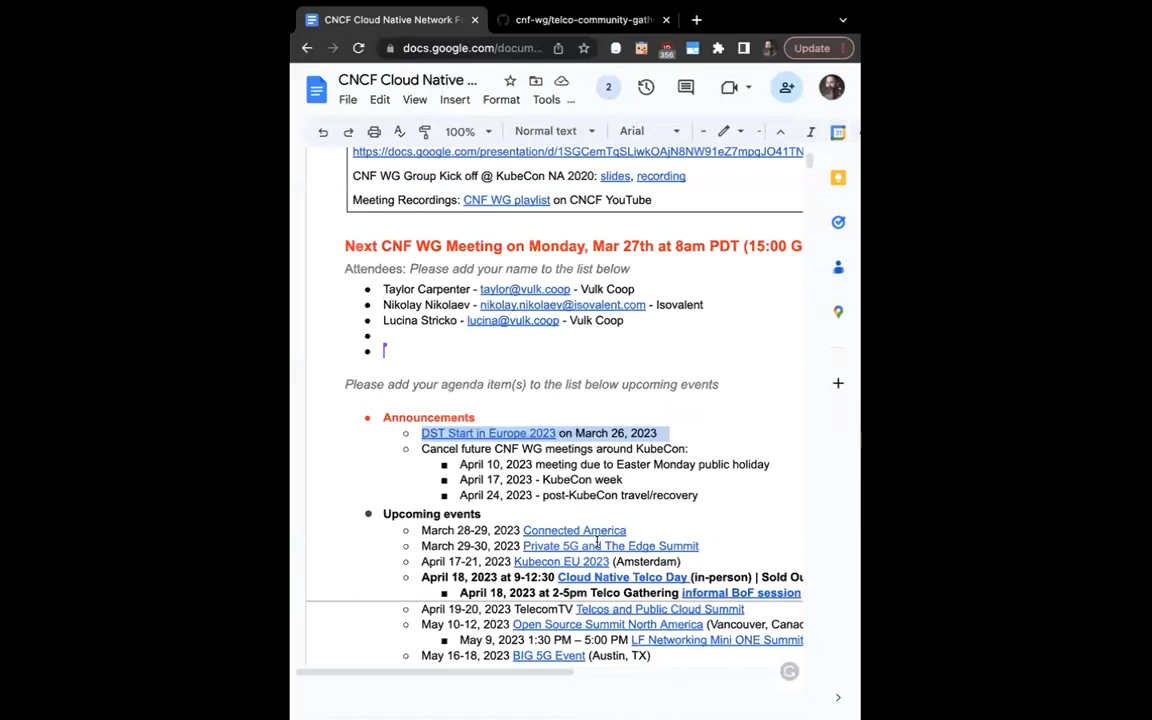 CNCF Cloud Native Network F
cnf-wg/telco-community-gath
docs.google.com/docum...
356
Update
CNCF Cloud Native ...
2
File Edit View Insert Format Tools ...
100% Normal text Arial
https://docs.google.com/presentation/d/1SGCemTqSLiwkOAjN8NW91eZ7mpqJO41TN
CNF WG Group Kick off @ KubeCon NA 2020: slides, recording
Meeting Recordings: CNF WG playlist on CNCF YouTube
Next CNF WG Meeting on Monday, Mar 27th at 8am PDT (15:00 G
Attendees: Please add your name to the list below
Taylor Carpenter - taylor@vulk.coop - Vulk Coop
Nikolay Nikolaev - nikolay.nikolaev@isovalent.com - Isovalent
Lucina Stricko - lucina@vulk.coop - Vulk Coop
Please add your agenda item(s) to the list below upcoming events
Announcements
DST Start in Europe 2023 on March 26, 2023
Cancel future CNF WG meetings around KubeCon:
April 10, 2023 meeting due to Easter Monday public holiday
April 17, 2023 - KubeCon week
April 24, 2023 - post-KubeCon travel/recovery
Upcoming events
March 28-29, 2023 Connected America
March 29-30, 2023 Private 5G and The Edge Summit
April 17-21, 2023 Kubecon EU 2023 (Amsterdam)
April 18, 2023 at 9-12:30 Cloud Native Telco Day (in-person) | Sold Ou
April 18, 2023 at 2-5pm Telco Gathering informal BoF session
April 19-20, 2023 TelecomTV Telcos and Public Cloud Summit
May 10-12, 2023 Open Source Summit North America (Vancouver, Canad
May 9, 2023 1:30 PM – 5:00 PM LF Networking Mini ONE Summit
May 16-18, 2023 BIG 5G Event (Austin, TX)